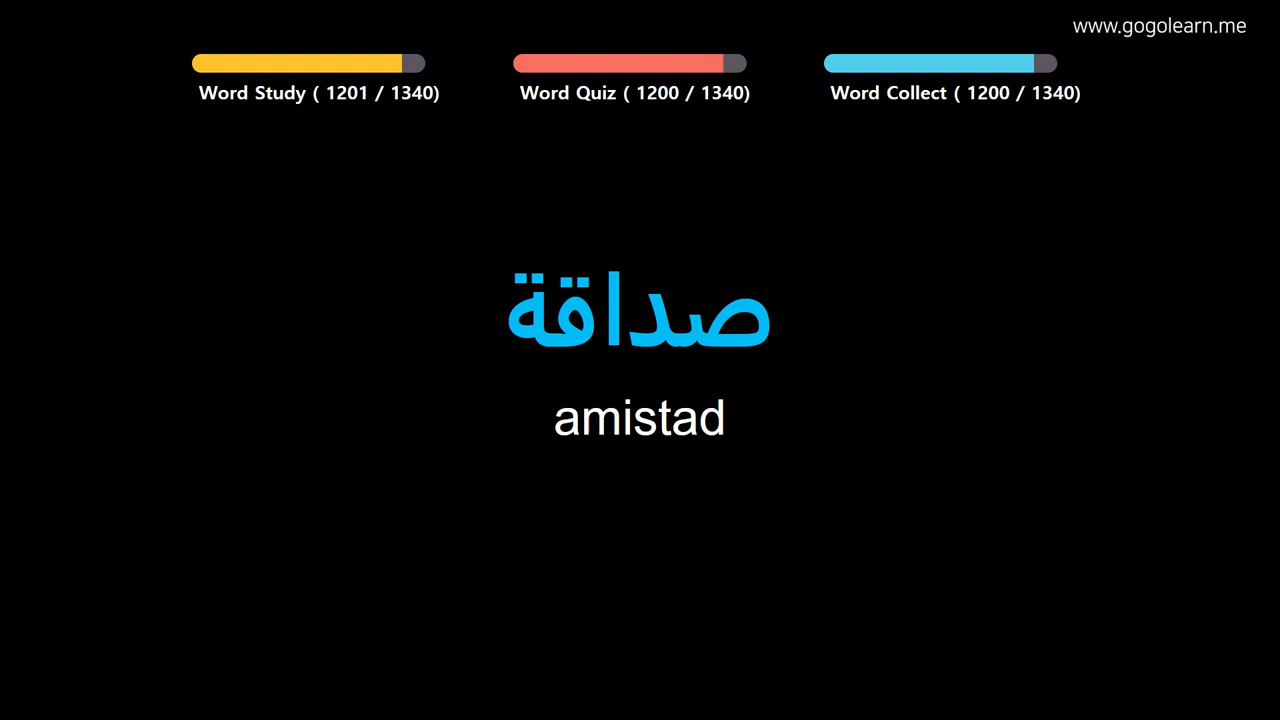 www.gogolearn.me
Word Study ( 1201 / 1340)
Word Quiz ( 1200 / 1340)
Word Collect ( 1200 / 1340)
صداقة
amistad